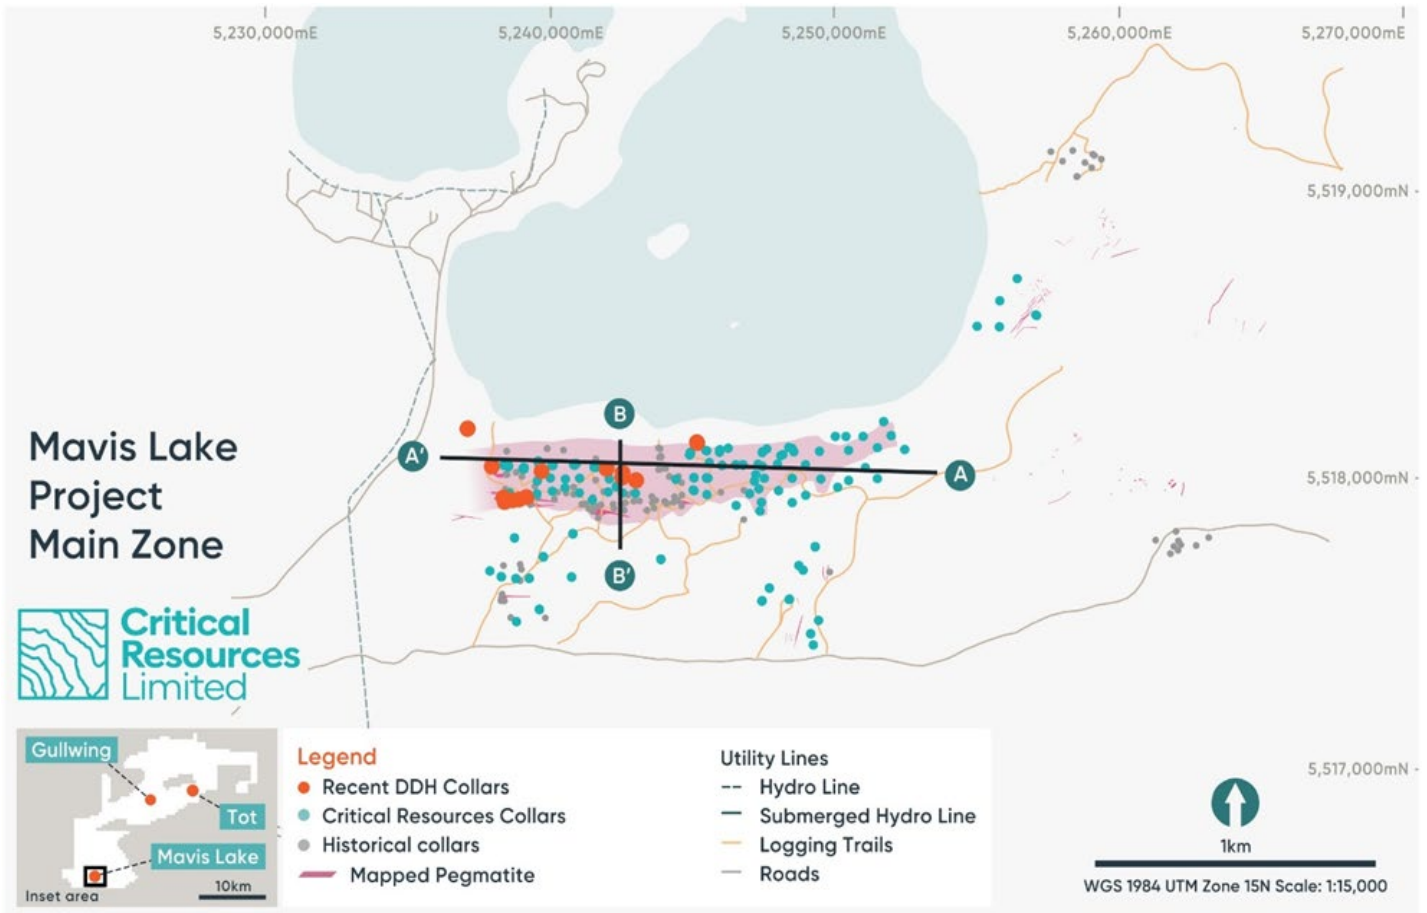 5,230,000mE
5,240,000mE
5,250,000mE
5,260,000mE
5,270,000mE
5,519,000mN
B
A'
A
5,518,000mN
B'
Mavis Lake
Project
Main Zone
Critical
Resources
Limited
5,517,000mN
Gullwing
Tot
Mavis Lake
10km
Inset area
Legend
Recent DDH Collars
Critical Resources Collars
Historical collars
Mapped Pegmatite
Utility Lines
Hydro Line
Submerged Hydro Line
Logging Trails
Roads
1km
WGS 1984 UTM Zone 15N Scale: 1:15,000